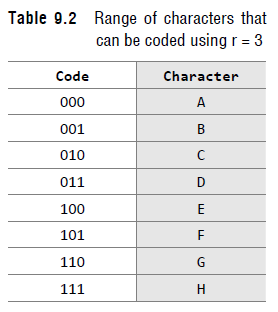 Table 9.2 Range of characters that
can be coded using r = 3
Code Character
000 A
001 B
010 C
011 D
100 E
101 F
110 G
111 H